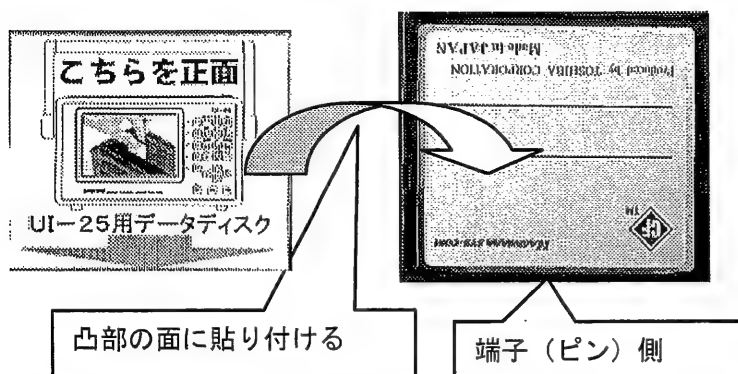 こちらを正面
UI−25用データディスク
凸部の面に貼り付ける
Made in JAPAN
Produced by TOSHIBA CORPORATION
TM
CF
端子（ピン）側